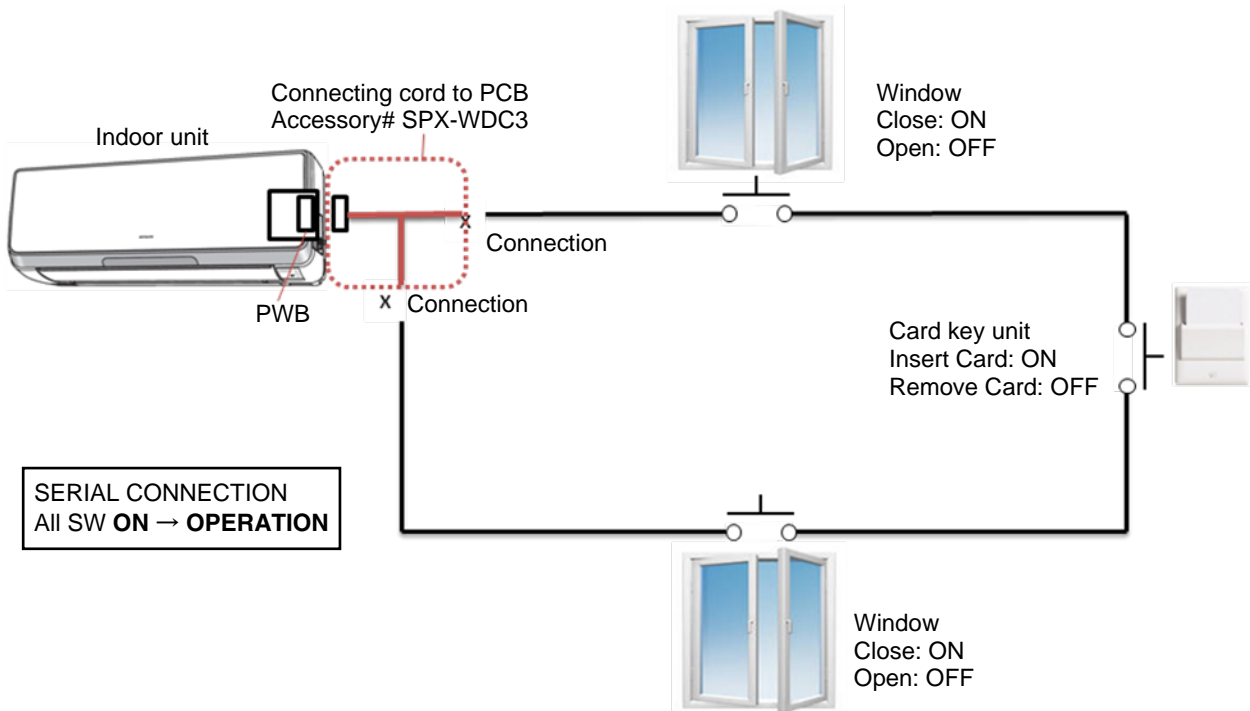 Connecting cord to PCB
Accessory# SPX-WDC3
Indoor unit
Window
Close: ON
Open: OFF
X
Connection
X
Connection
PWB
Card key unit
Insert Card: ON
Remove Card: OFF
SERIAL CONNECTION
All SW ON → OPERATION
Window
Close: ON
Open: OFF